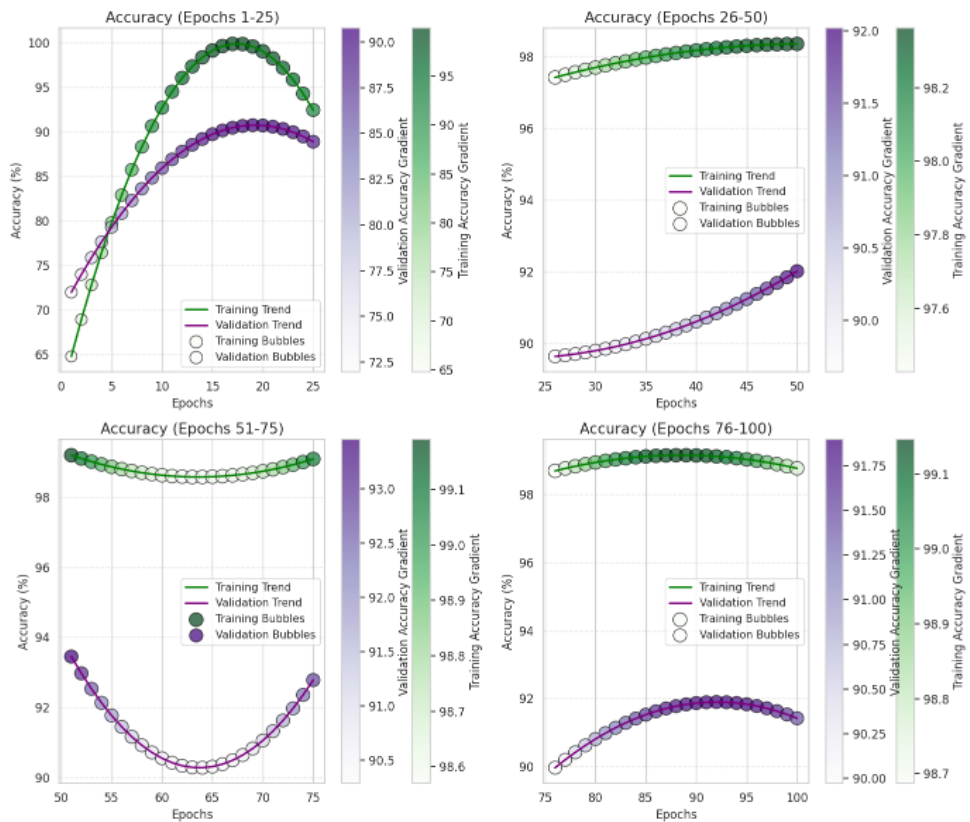 Accuracy (Epochs 1-25)
100
95
90
85
80
75
70
65
Accuracy (%)
0
5
10
15
20
25
Epochs
Training Trend
Validation Trend
Training Bubbles
Validation Bubbles
90.0
87.5
85.0
82.5
80.0
77.5
75.0
72.5
Validation Accuracy Gradient
95
90
85
80
75
70
65
Training Accuracy Gradient
Accuracy (Epochs 26-50)
98
96
94
92
90
Accuracy (%)
25
30
35
40
45
50
Epochs
Training Trend
Validation Trend
Training Bubbles
Validation Bubbles
92.0
91.5
91.0
90.5
90.0
Validation Accuracy Gradient
98.2
98.0
97.8
97.6
Training Accuracy Gradient
Accuracy (Epochs 51-75)
98
96
94
92
90
Accuracy (%)
50
55
60
65
70
75
Epochs
Training Trend
Validation Trend
Training Bubbles
Validation Bubbles
93.0
92.5
92.0
91.5
91.0
90.5
Validation Accuracy Gradient
99.1
99.0
98.9
98.8
98.7
98.6
Training Accuracy Gradient
Accuracy (Epochs 76-100)
98
96
94
92
90
Accuracy (%)
75
80
85
90
95
100
Epochs
Training Trend
Validation Trend
Training Bubbles
Validation Bubbles
91.75
91.50
91.25
91.00
90.75
90.50
90.25
90.00
Validation Accuracy Gradient
99.1
99.0
98.9
98.8
98.7
Training Accuracy Gradient